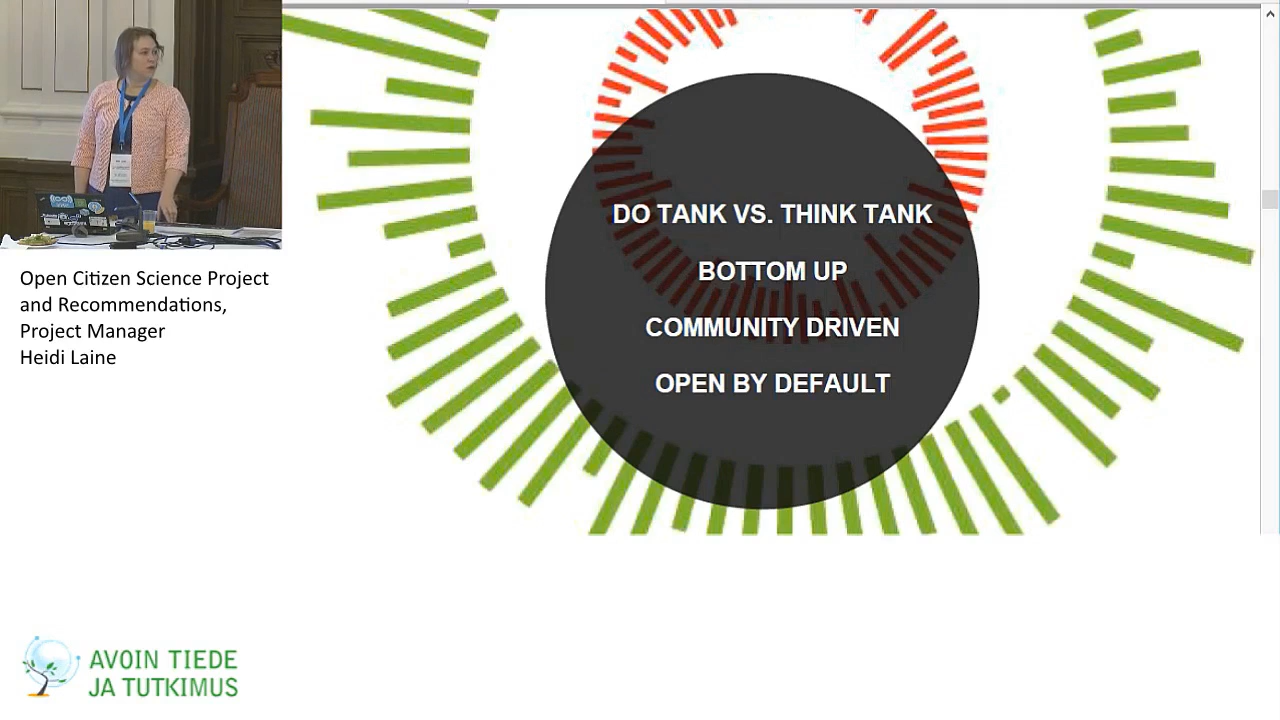 DO TANK VS. THINK TANK
BOTTOM UP
COMMUNITY DRIVEN
OPEN BY DEFAULT
Open Citizen Science Project
and Recommendations,
Project Manager
Heidi Laine
AVOIN TIEDE
JA TUTKIMUS